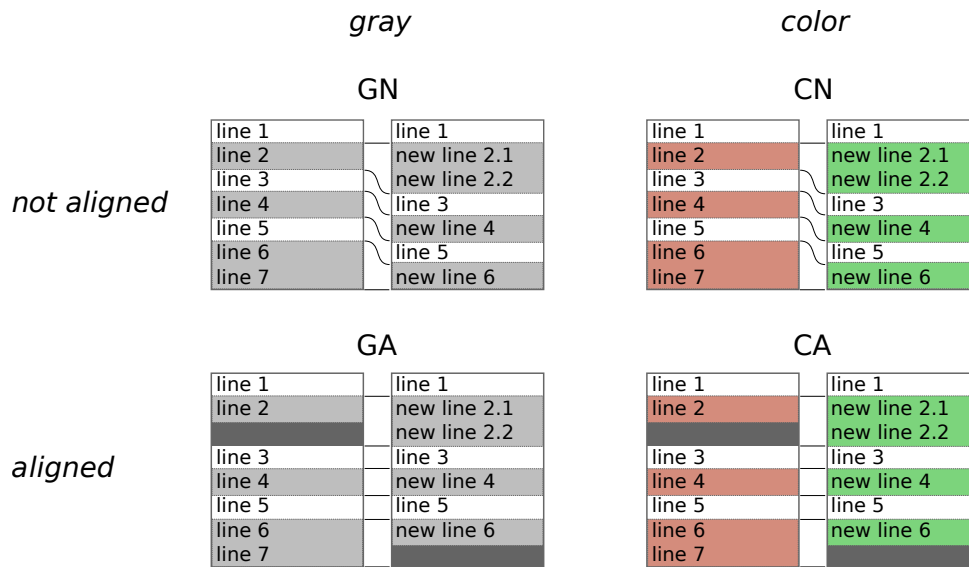 gray
color
GN
CN
not aligned
line 1
line 2
line 3
line 4
line 5
line 6
line 7
line 1
new line 2.1
new line 2.2
line 3
new line 4
line 5
new line 6
line 1
line 2
line 3
line 4
line 5
line 6
line 7
line 1
new line 2.1
new line 2.2
line 3
new line 4
line 5
new line 6
GA
CA
aligned
line 1
line 2
line 3
line 4
line 5
line 6
line 7
line 1
new line 2.1
new line 2.2
line 3
new line 4
line 5
new line 6
line 1
line 2
line 3
line 4
line 5
line 6
line 7
line 1
new line 2.1
new line 2.2
line 3
new line 4
line 5
new line 6